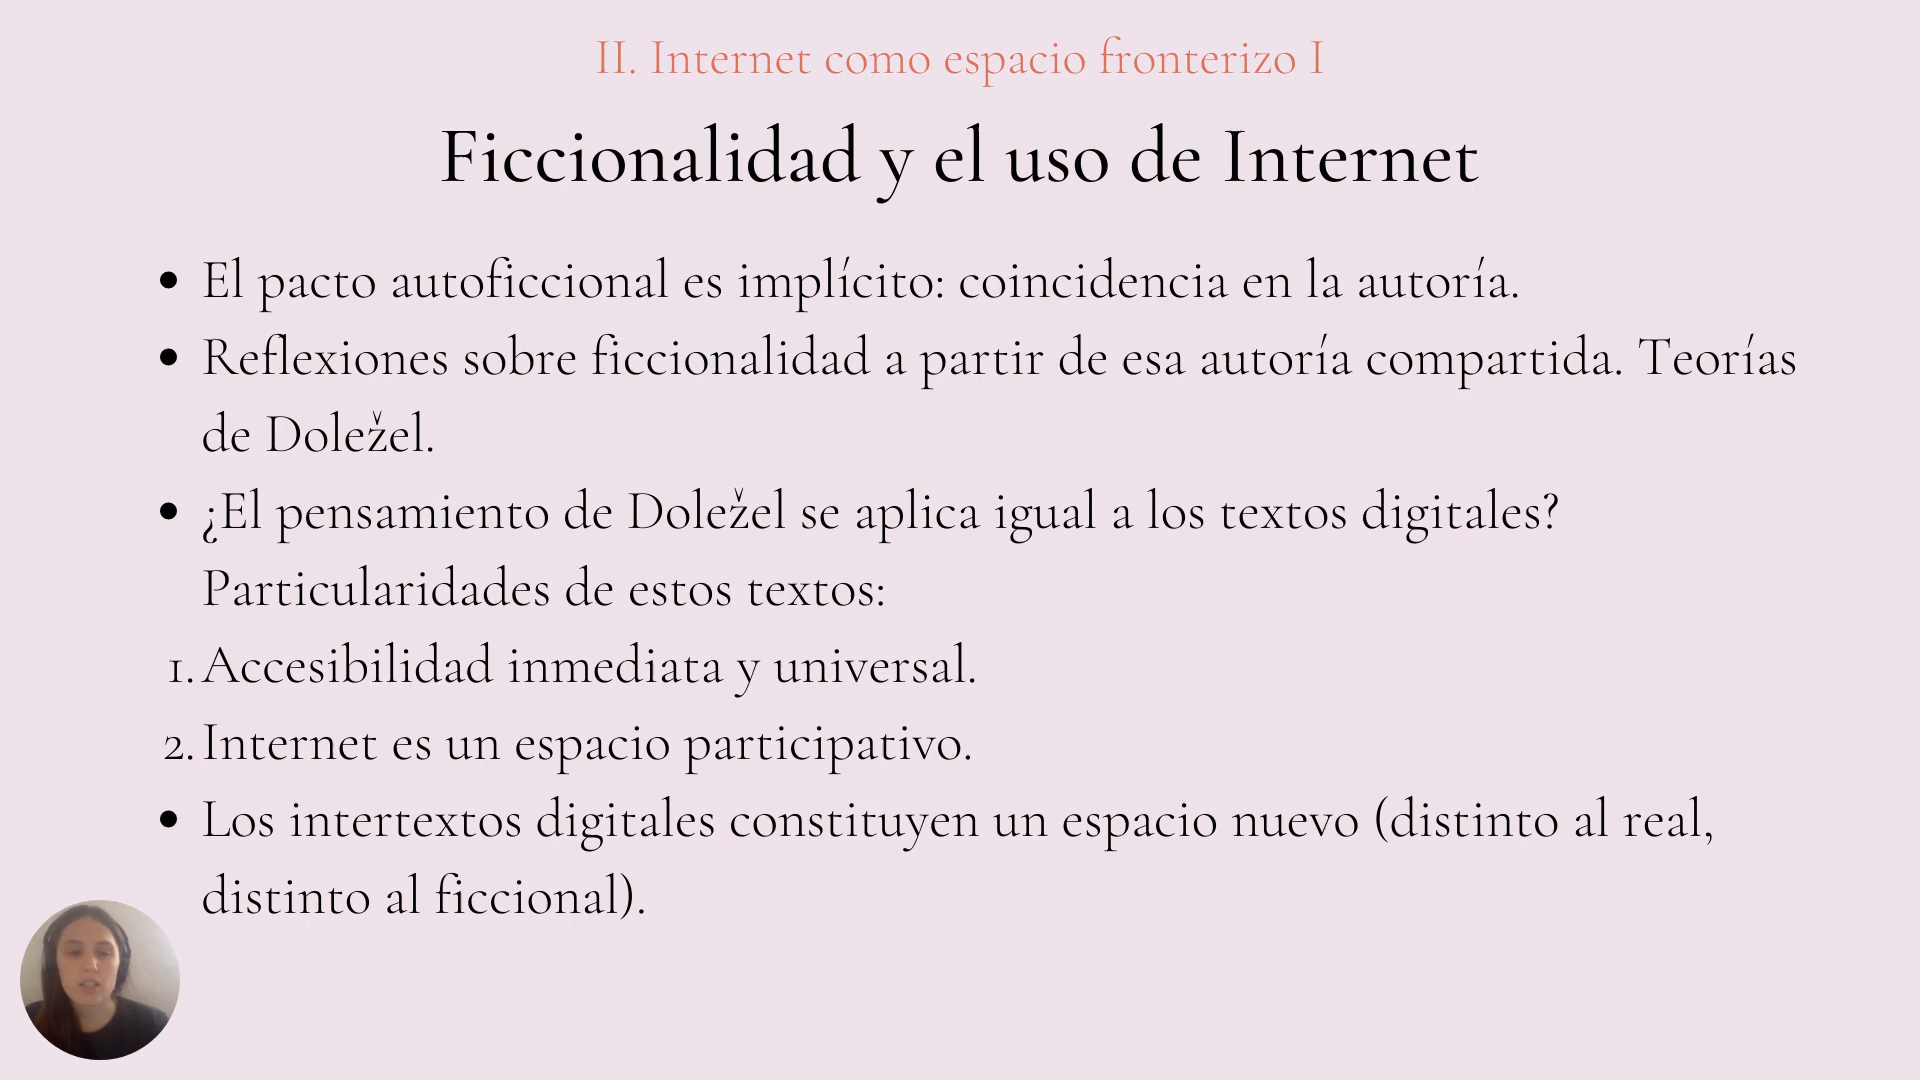 II. Internet como espacio fronterizo I
Ficcionalidad y el uso de Internet
• El pacto autoficcional es implícito: coincidencia en la autoría.
• Reflexiones sobre ficcionalidad a partir de esa autoría compartida. Teorías
de Doležel.
• ¿El pensamiento de Doležel se aplica igual a los textos digitales?
Particularidades de estos textos:
1. Accesibilidad inmediata y universal.
2. Internet es un espacio participativo.
• Los intertextos digitales constituyen un espacio nuevo (distinto al real,
distinto al ficcional).